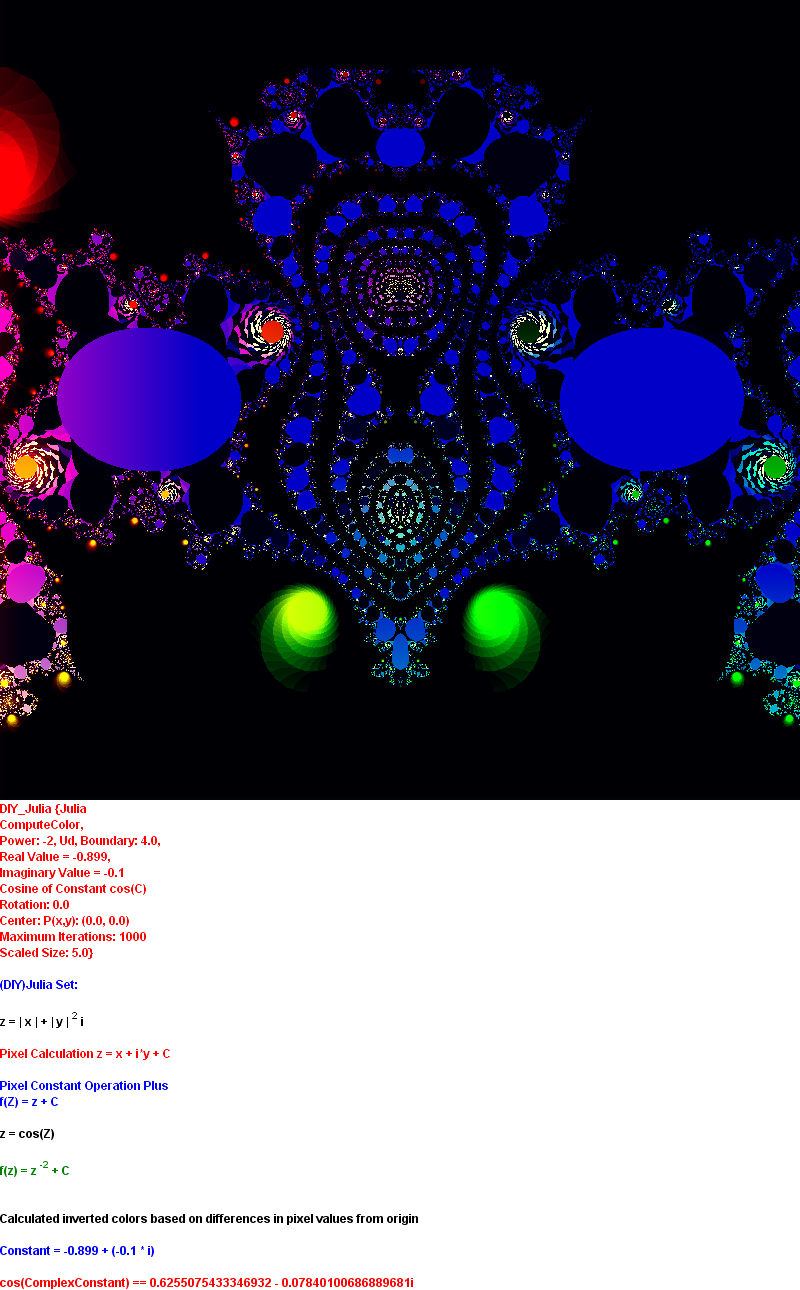 DIY_Julia {Julia
ComputeColor,
Power: -2, Ud, Boundary: 4.0,
Real Value = -0.899,
Imaginary Value = -0.1
Cosine of Constant cos(C)
Rotation: 0.0
Center: P(x,y): (0.0, 0.0)
Maximum Iterations: 1000
Scaled Size: 5.0}
(DIY)Julia Set:
z = | x | + | y | ² i
Pixel Calculation z = x + i*y + C
Pixel Constant Operation Plus
f(Z) = z + C
z = cos(Z)
f(z) = z ⁻² + C
Calculated inverted colors based on differences in pixel values from origin
Constant = -0.899 + (-0.1 * i)
cos(ComplexConstant) == 0.6255075433346932 - 0.07840100686889681i